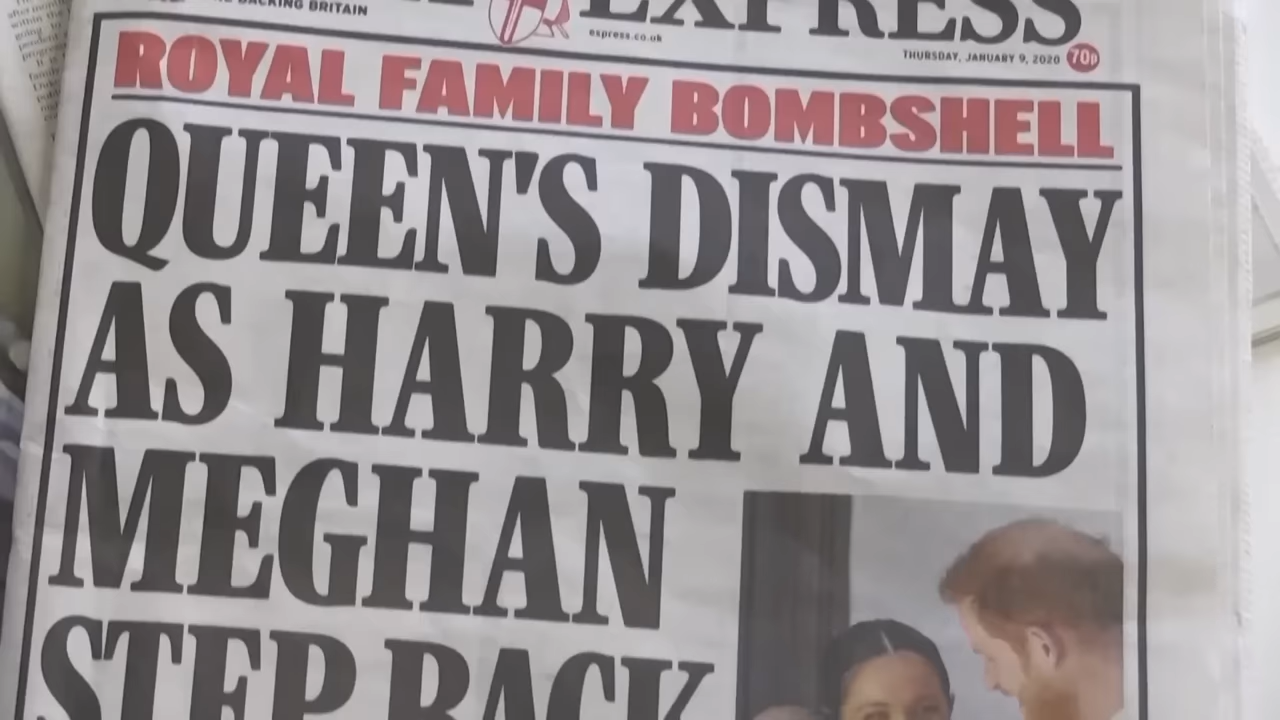 BACKING BRITAIN
EXPRESS
express.co.uk
THURSDAY, JANUARY 9, 2020 70p
ROYAL FAMILY BOMBSHELL
QUEEN'S DISMAY
AS HARRY AND
MEGHAN
STEP BACK